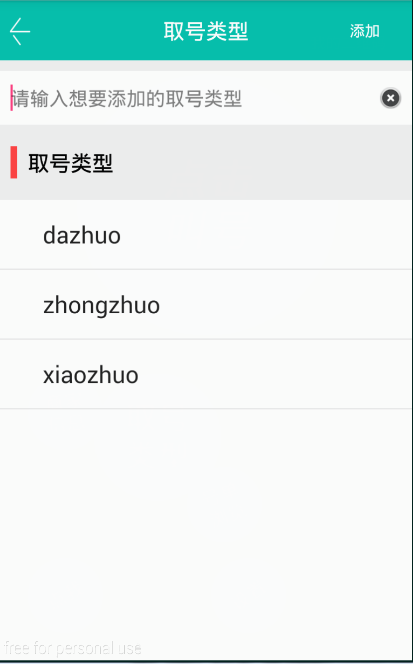 取号类型
添加
请输入想要添加的取号类型
取号类型
dazhuo
zhongzhuo
xiaozhuo
free for personal use